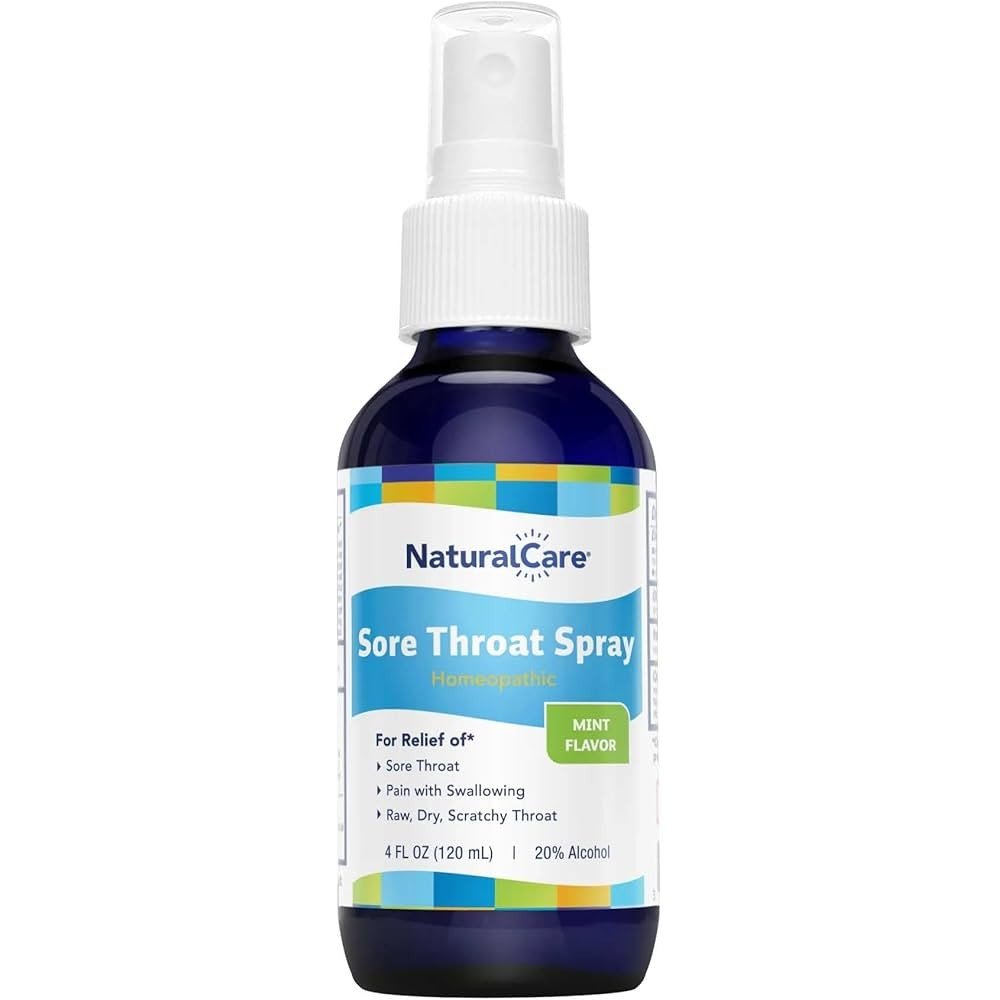 NaturalCare®
Sore Throat Spray
Homeopathic
MINT
FLAVOR
For Relief of*
Sore Throat
Pain with Swallowing
Raw, Dry, Scratchy Throat
4 FL OZ (120 mL) | 20% Alcohol